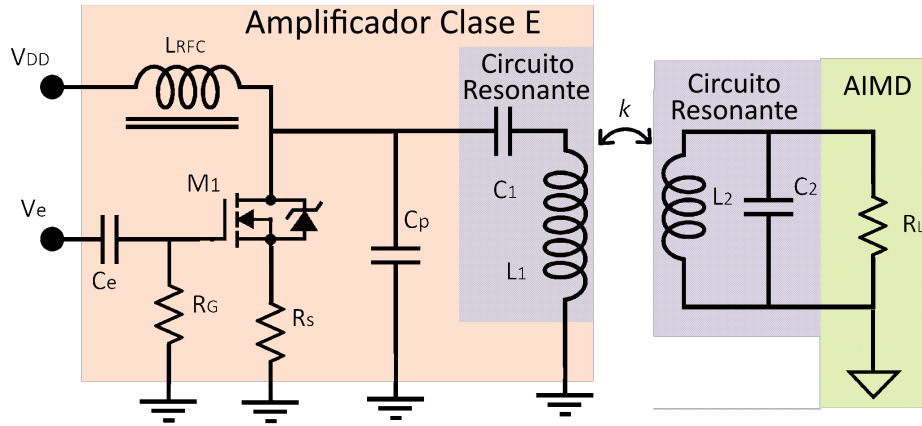 Amplificador Clase E
VDD
LRFC
Circuito
Resonante
k
Circuito
Resonante
AIMD
M1
Ve
Ce
RG
RS
Cp
C1
L1
L2
C2
RL